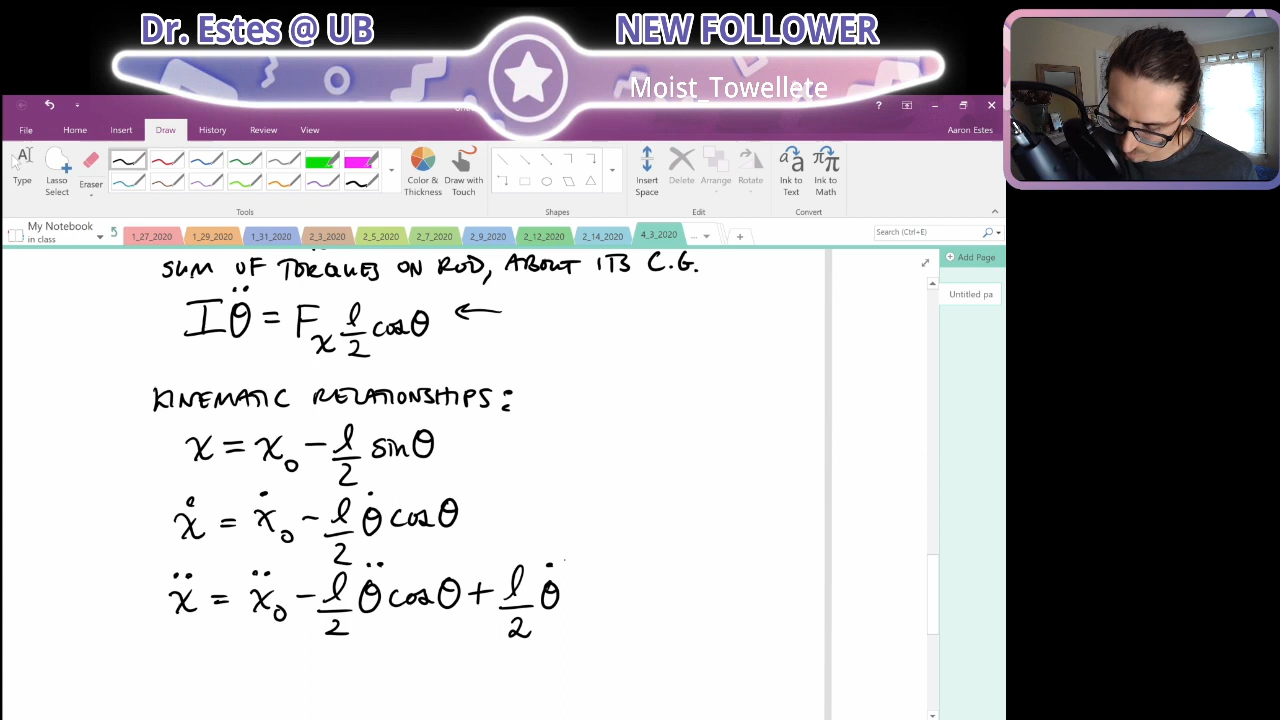 Dr. Estes @ UB
NEW FOLLOWER
Moist_Towellete
?
Aaron Estes
File Home Insert Draw History Review View
Type
Lasso Select
Eraser
Color & Thickness
Draw with Touch
Insert Space
Delete
Arrange
Rotate
Ink to Text
Ink to Math
Tools Shapes Edit Convert
My Notebook
in class
1_27_2020 1_29_2020 1_31_2020 2_3_2020 2_5_2020 2_7_2020 2_9_2020 2_12_2020 2_14_2020 4_3_2020 ... +
Search (Ctrl+E)
Add Page
Untitled pa
SUM OF TORQUES ON ROD, ABOUT ITS C.G.
Iθ̈ = Fₓ l/2 cosθ ←
KINEMATIC RELATIONSHIPS:
x = x₀ - l/2 sinθ
ẋ = ẋ₀ - l/2 θ̇ cosθ
ẍ = ẍ₀ - l/2 θ̈ cosθ + l/2 θ̇